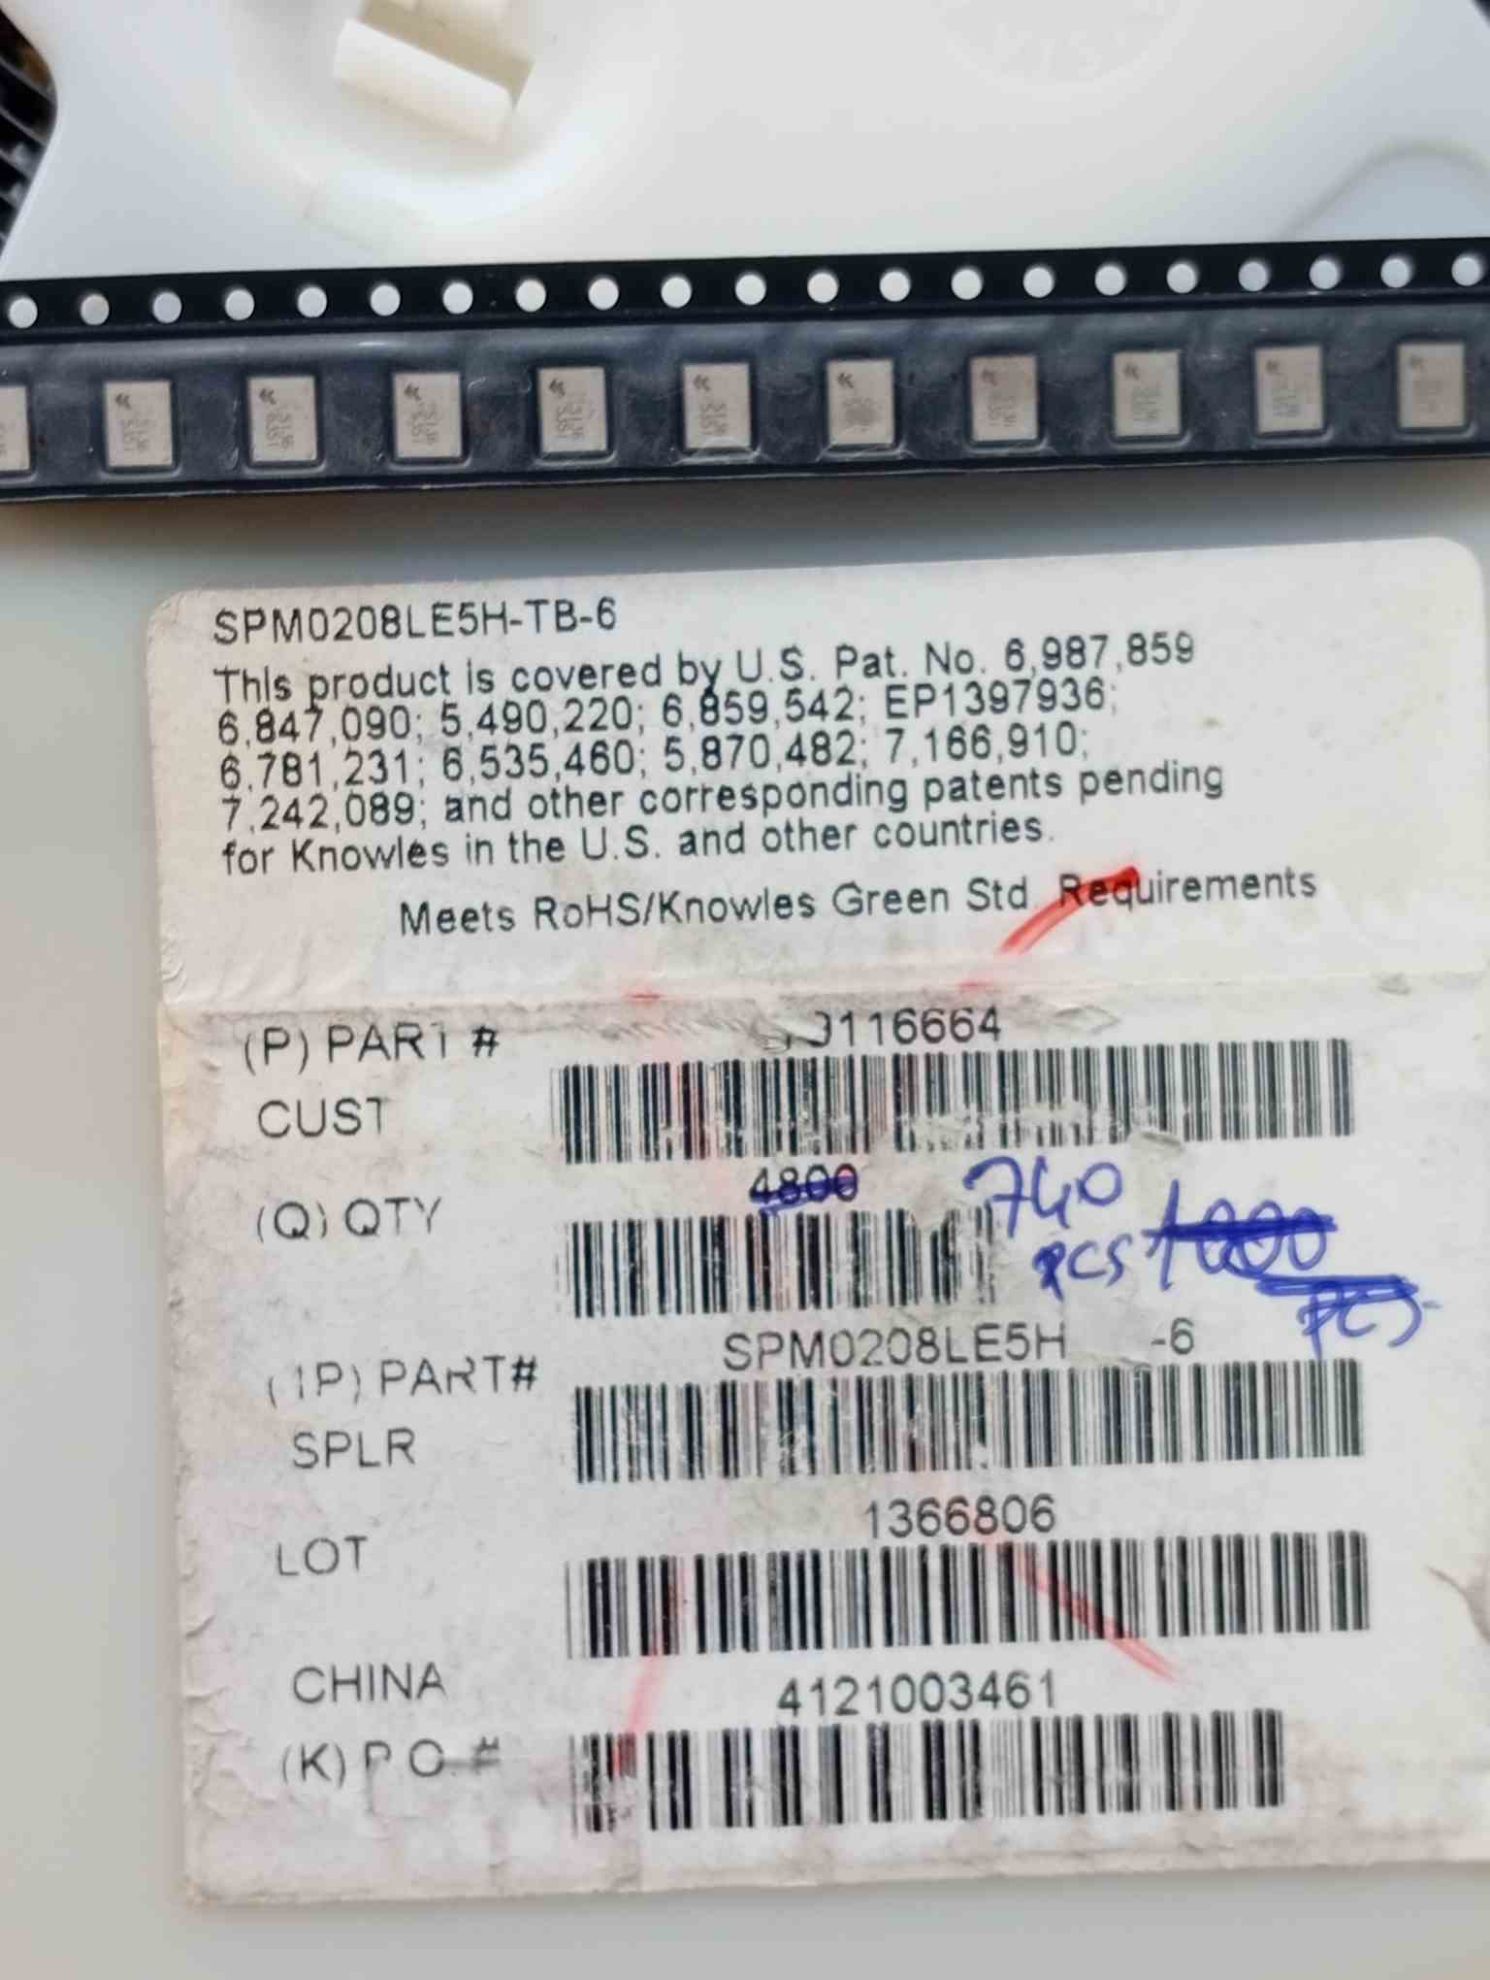 SPM0208LE5H-TB-6
This product is covered by U.S. Pat. No. 6,987,859
6,847,090; 5,490,220; 6,859,542; EP1397936;
6,781,231; 6,535,460; 5,870,482; 7,166,910;
7,242,089; and other corresponding patents pending
for Knowles in the U.S. and other countries.
Meets RoHS/Knowles Green Std Requirements
(P) PART # 116664
CUST
(Q) QTY 4800 740
pcs 1000
PCS
(1P) PART# SPM0208LE5H -6
SPLR
LOT 1366806
CHINA 4121003461
(K) P.O. #